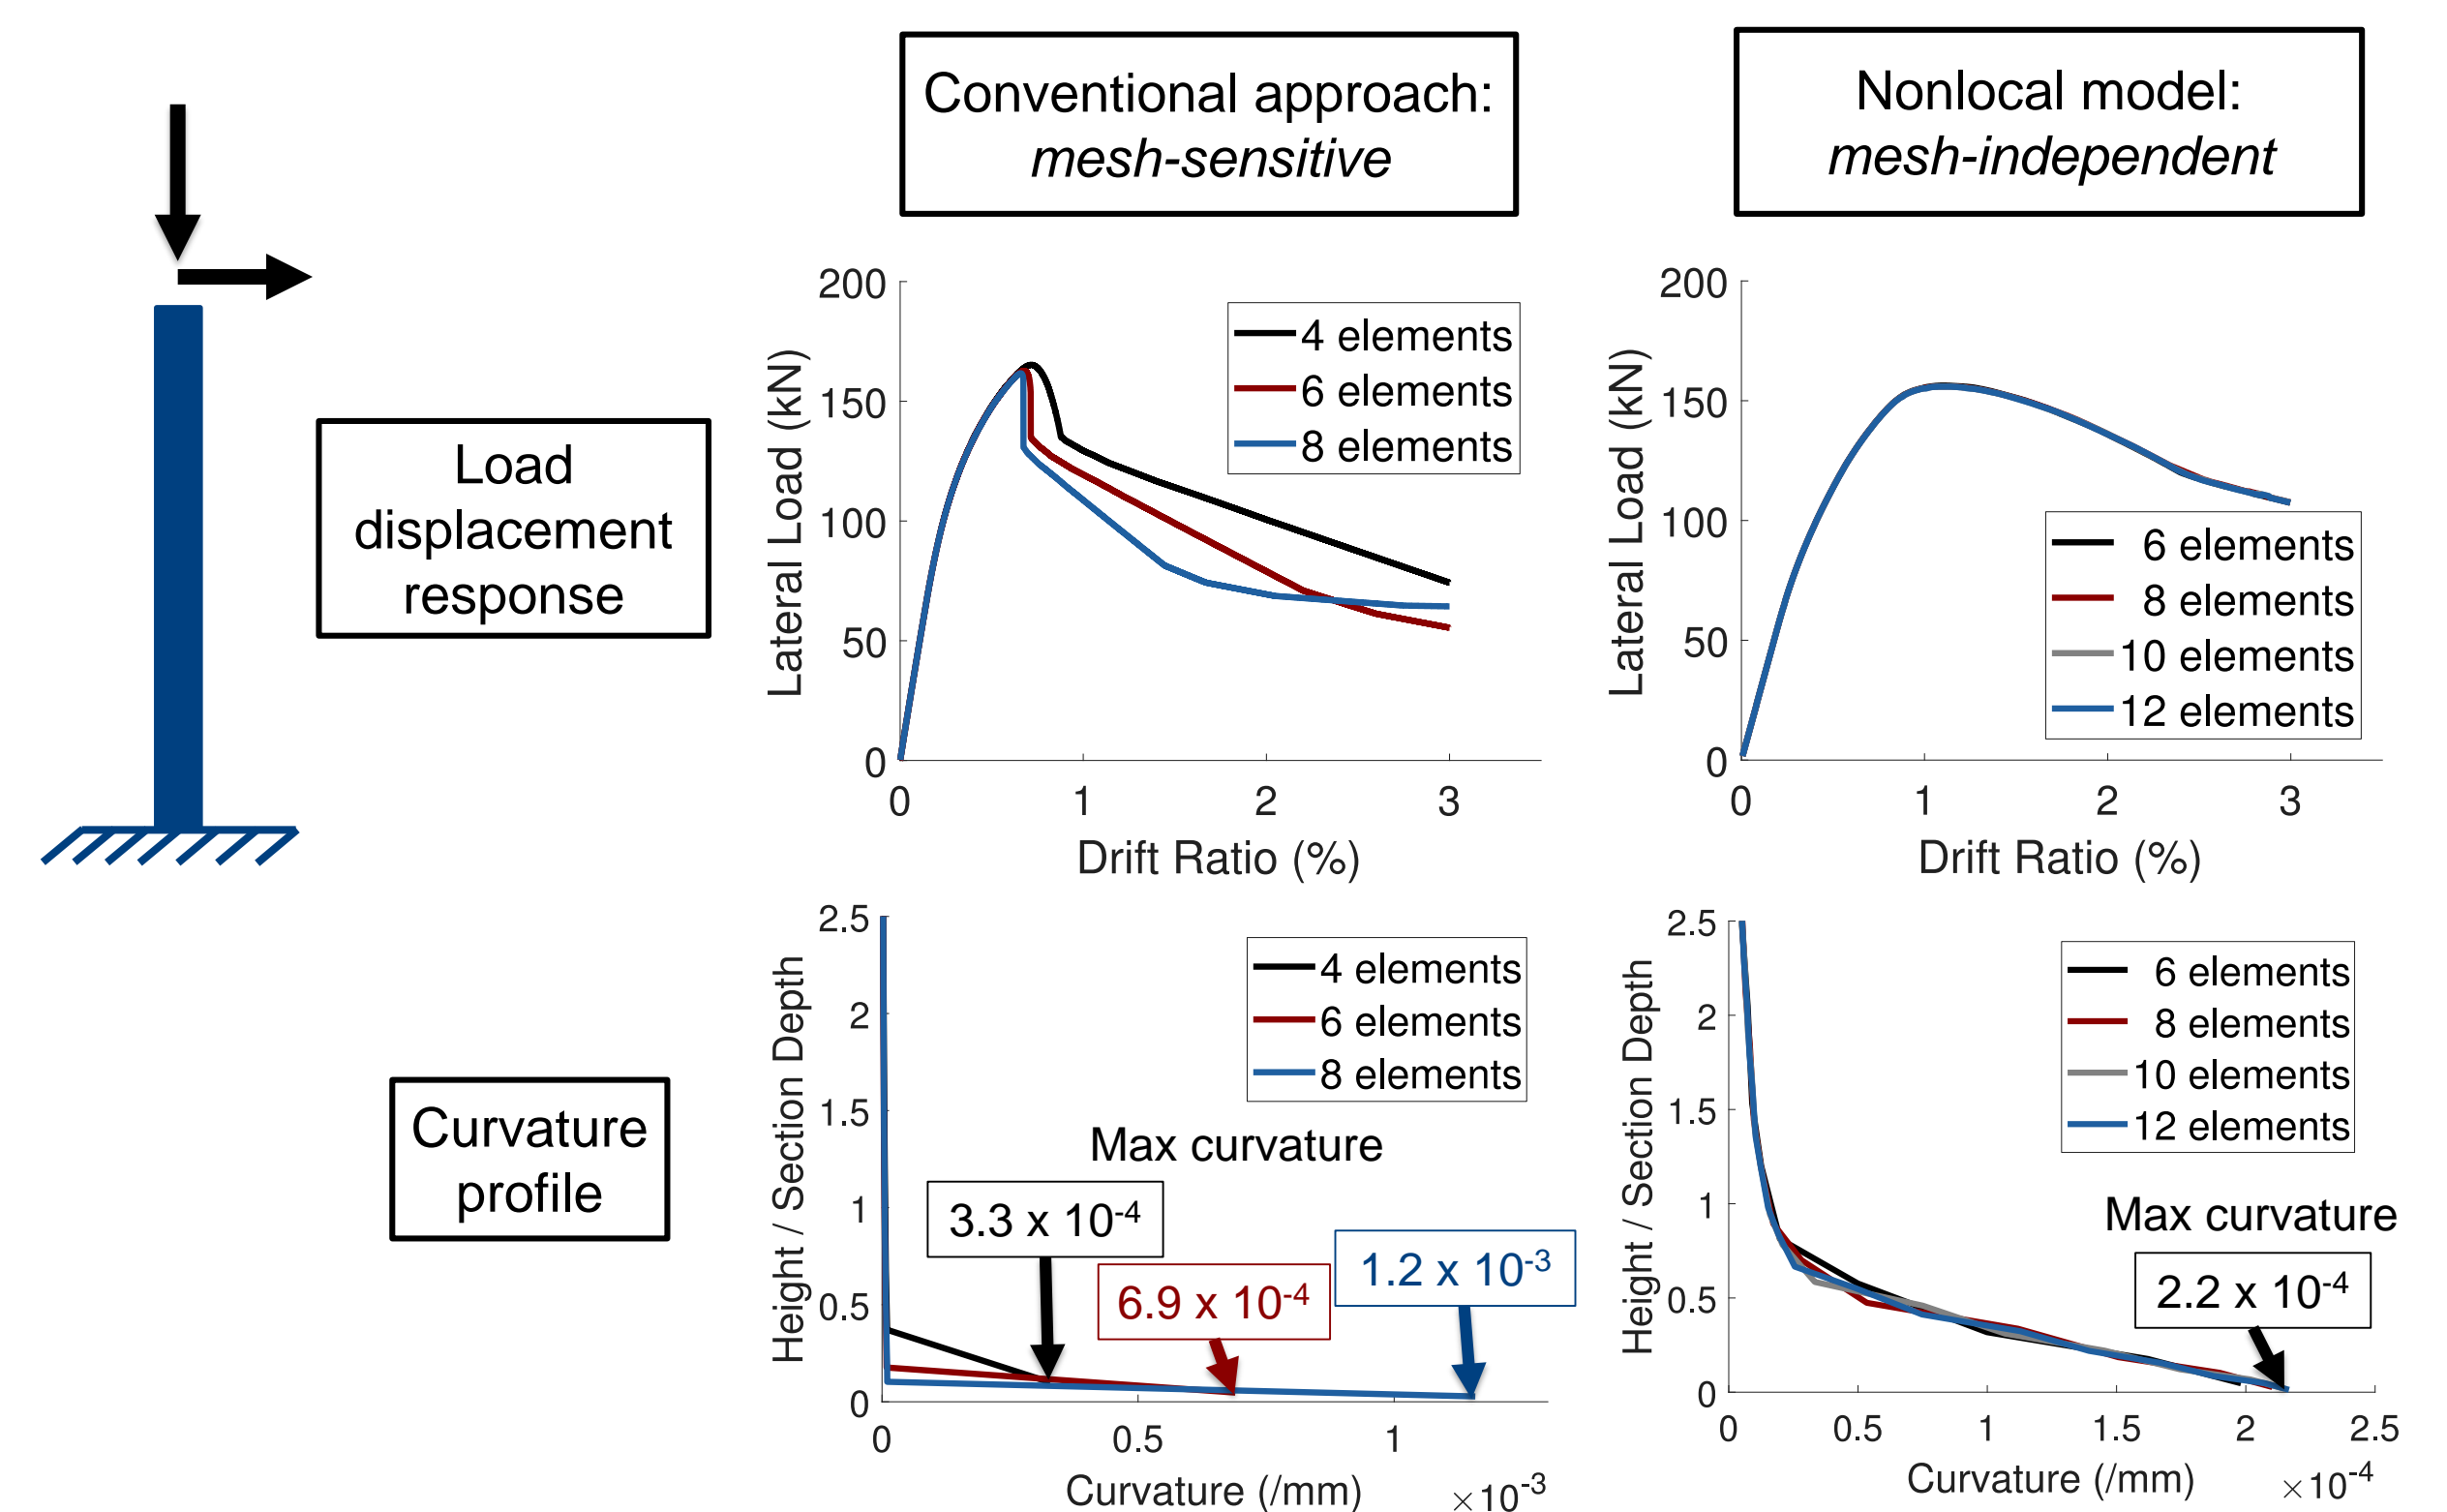 Conventional approach:
mesh-sensitive
Nonlocal model:
mesh-independent
Load
displacement
response
200
150
100
50
0
Lateral Load (kN)
4 elements
6 elements
8 elements
0 1 2 3
Drift Ratio (%)
200
150
100
50
0
Lateral Load (kN)
6 elements
8 elements
10 elements
12 elements
0 1 2 3
Drift Ratio (%)
Curvature
profile
2.5
2
1.5
1
0.5
0
Height / Section Depth
4 elements
6 elements
8 elements
Max curvature
3.3 x 10⁻⁴
6.9 x 10⁻⁴
1.2 x 10⁻³
0 0.5 1
Curvature (/mm)
×10⁻³
2.5
2
1.5
1
0.5
0
Height / Section Depth
6 elements
8 elements
10 elements
12 elements
Max curvature
2.2 x 10⁻⁴
0 0.5 1 1.5 2 2.5
Curvature (/mm)
×10⁻⁴